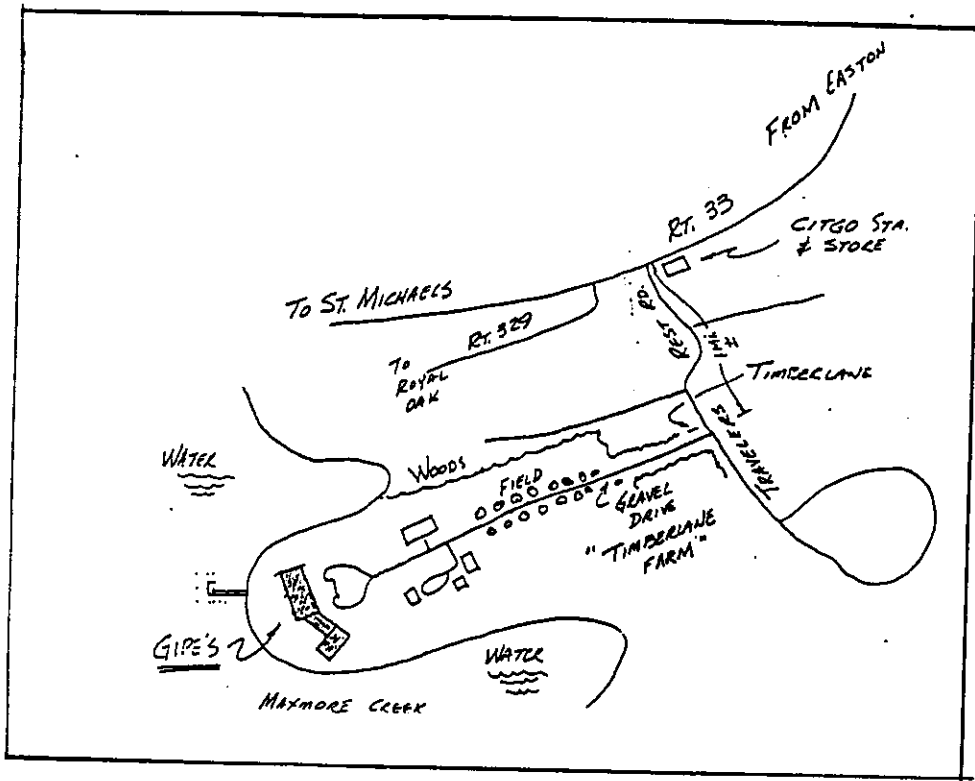 FROM EASTON
RT. 33
CITGO STA.
& STORE
TO ST. MICHAELS
RT. 329
TO
ROYAL
OAK
REST RD.
1 MI. ±
TIMBERLANE
TRAVELERS
WATER
WOODS
FIELD
GRAVEL
DRIVE
"TIMBERLANE
FARM"
GIPE'S
WATER
MAXMORE CREEK